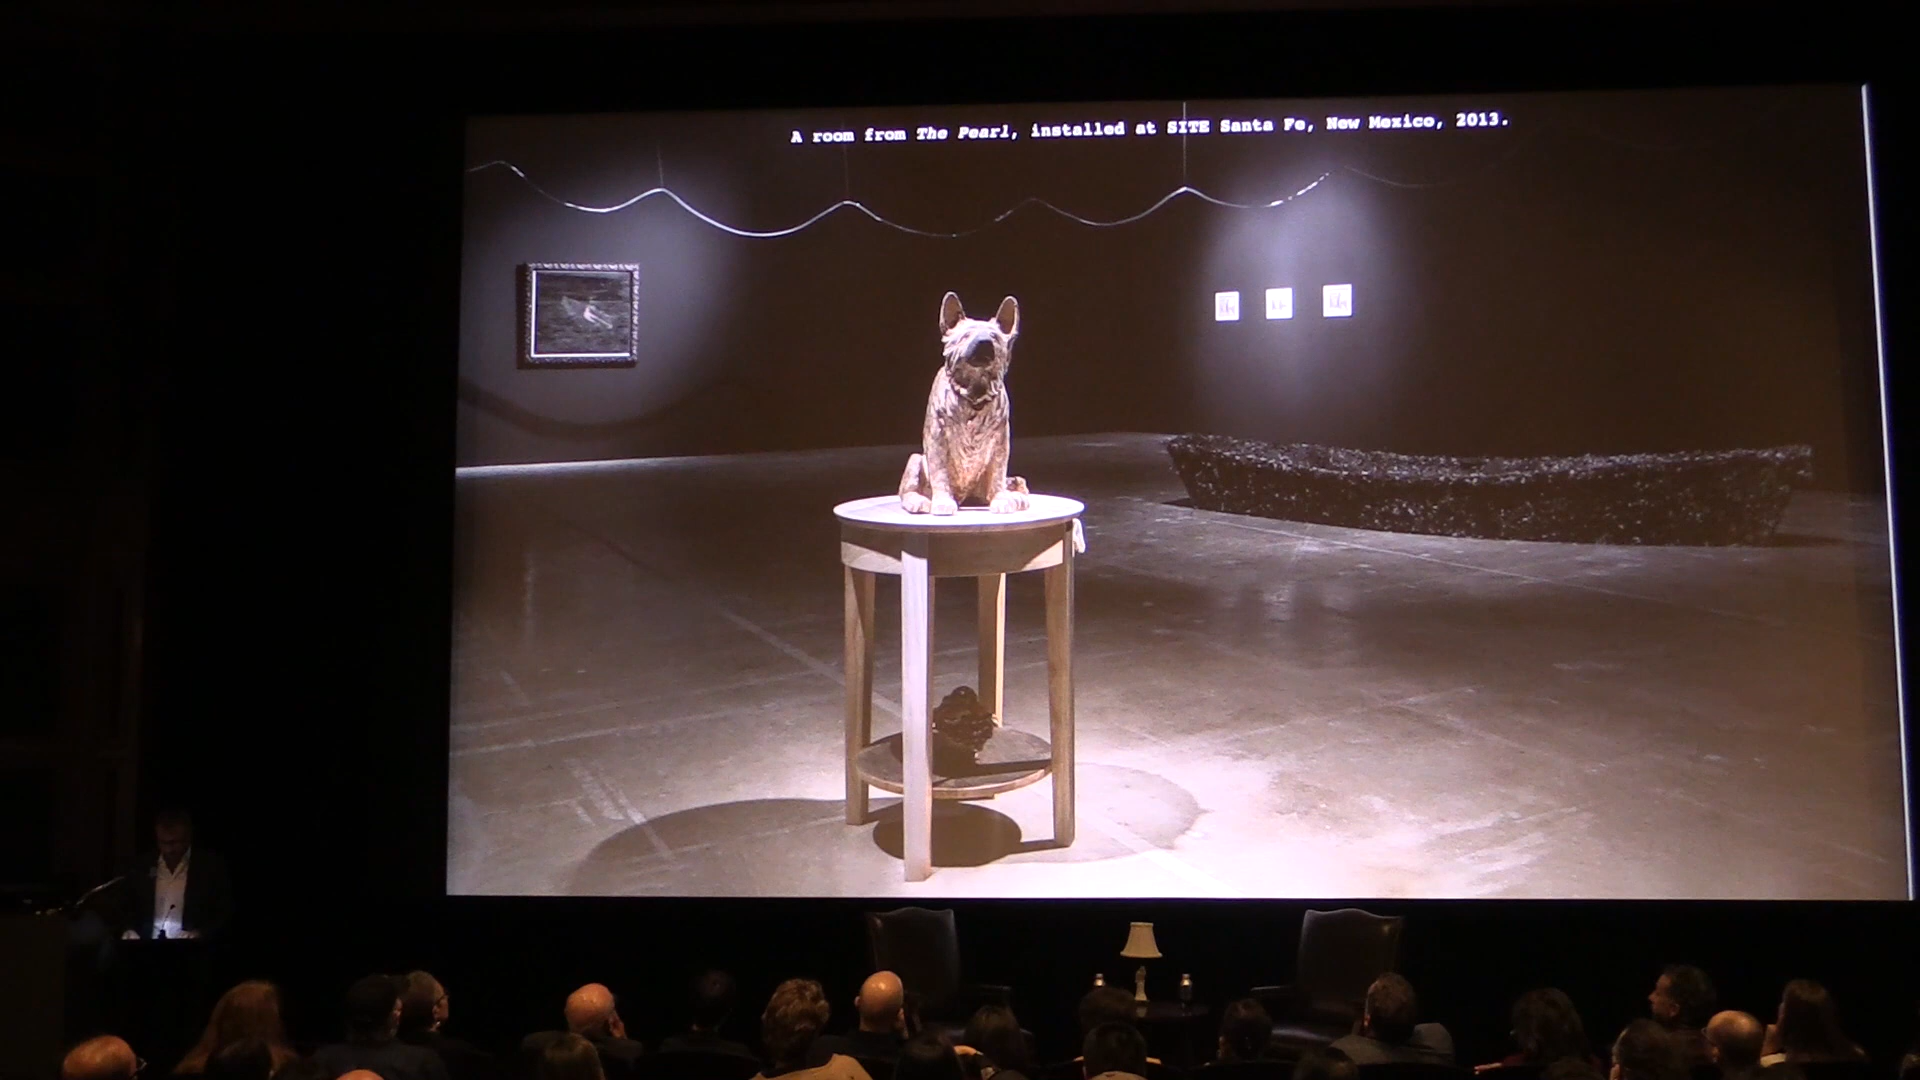 A room from The Pearl, installed at SITE Santa Fe, New Mexico, 2013.